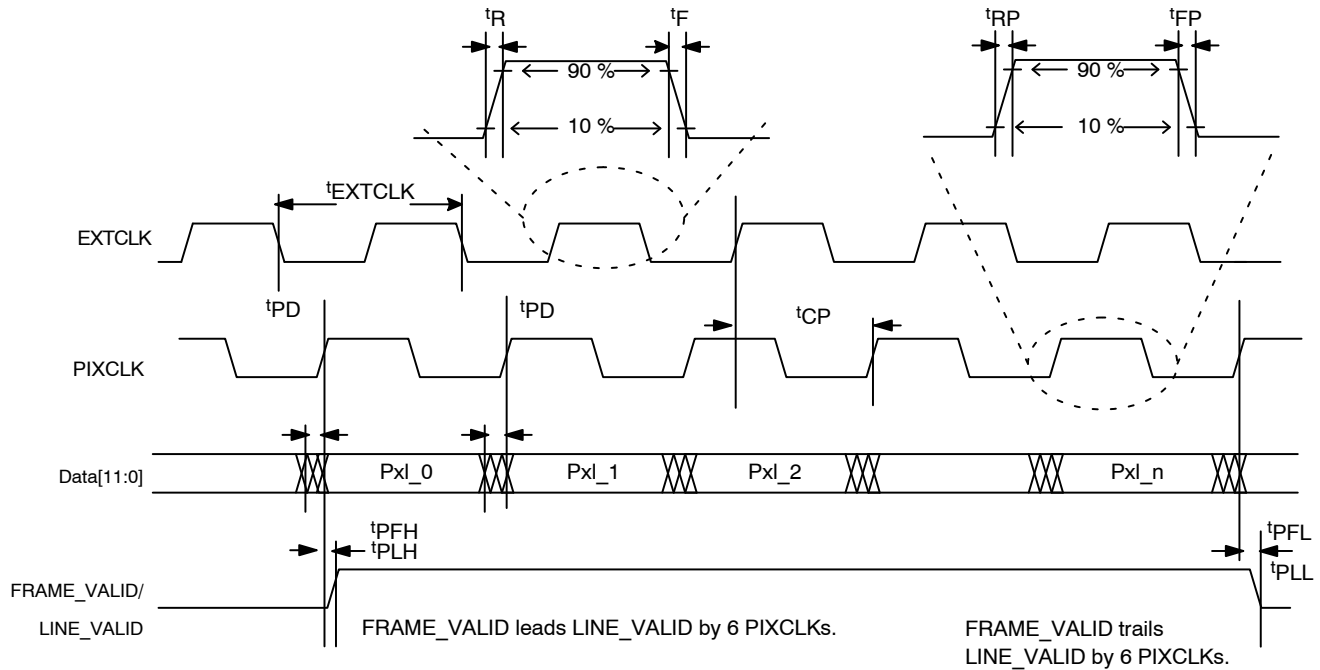 tR
tF
tRP
tFP
90 %
90 %
10 %
10 %
tEXTCLK
EXTCLK
tPD
tPD
tCP
PIXCLK
Data[11:0]
Pxl_0
Pxl_1
Pxl_2
Pxl_n
tPFH
tPLH
tPFL
tPLL
FRAME_VALID/
LINE_VALID
FRAME_VALID leads LINE_VALID by 6 PIXCLKs.
FRAME_VALID trails
LINE_VALID by 6 PIXCLKs.